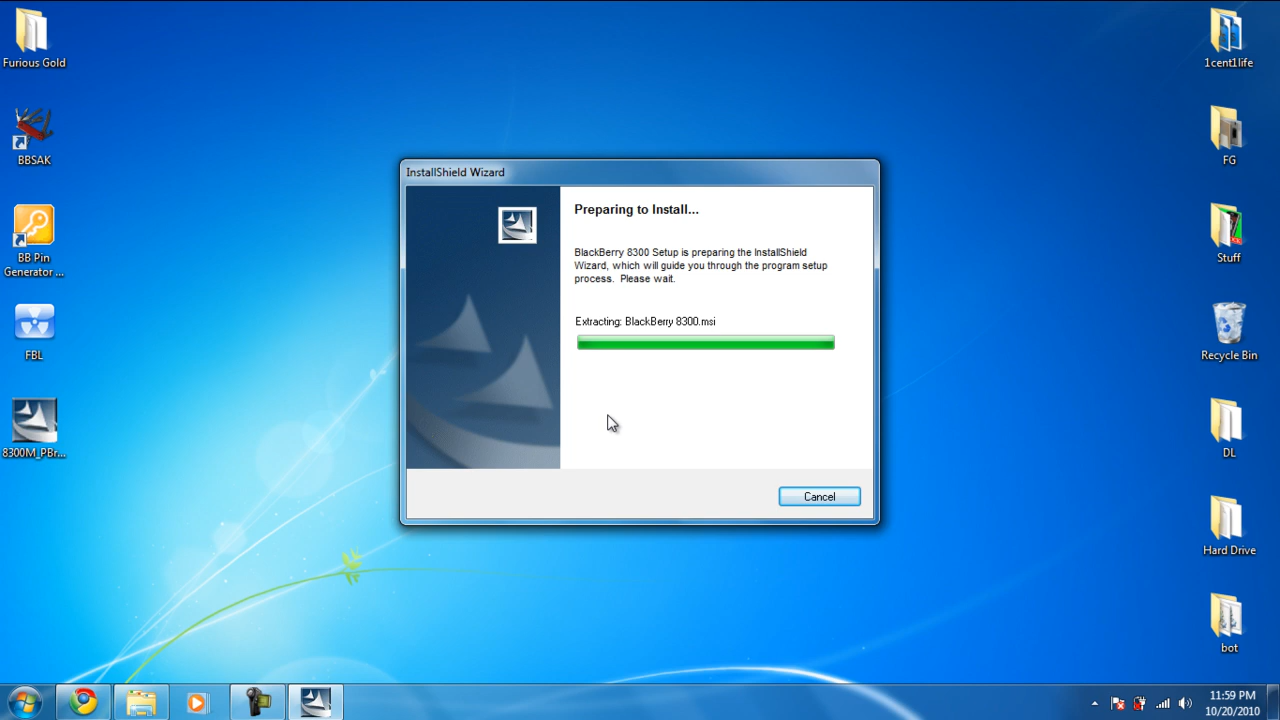 Furious Gold
BBSAK
BB Pin
Generator ...
FBL
8300M_PBr...
InstallShield Wizard
Preparing to Install...
BlackBerry 8300 Setup is preparing the InstallShield
Wizard, which will guide you through the program setup
process.  Please wait.
Extracting: BlackBerry 8300.msi
Cancel
1cent1life
FG
Stuff
Recycle Bin
DL
Hard Drive
bot
11:59 PM
10/20/2010